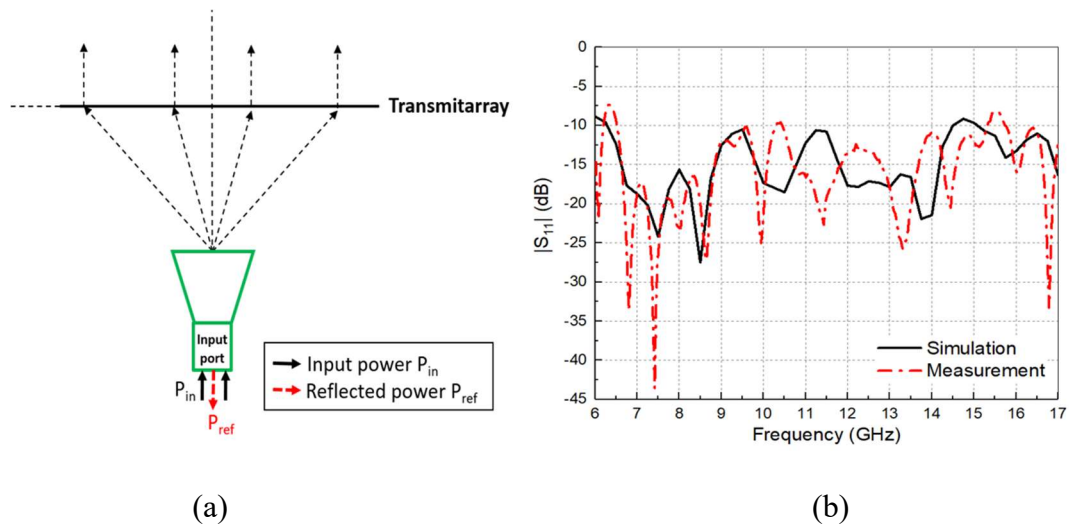 Transmitarray
Input
port
P_in
P_ref
Input power P_in
Reflected power P_ref
(a)
0
-5
-10
-15
-20
-25
-30
-35
-40
-45
|S_11| (dB)
Simulation
Measurement
6 7 8 9 10 11 12 13 14 15 16 17
Frequency (GHz)
(b)